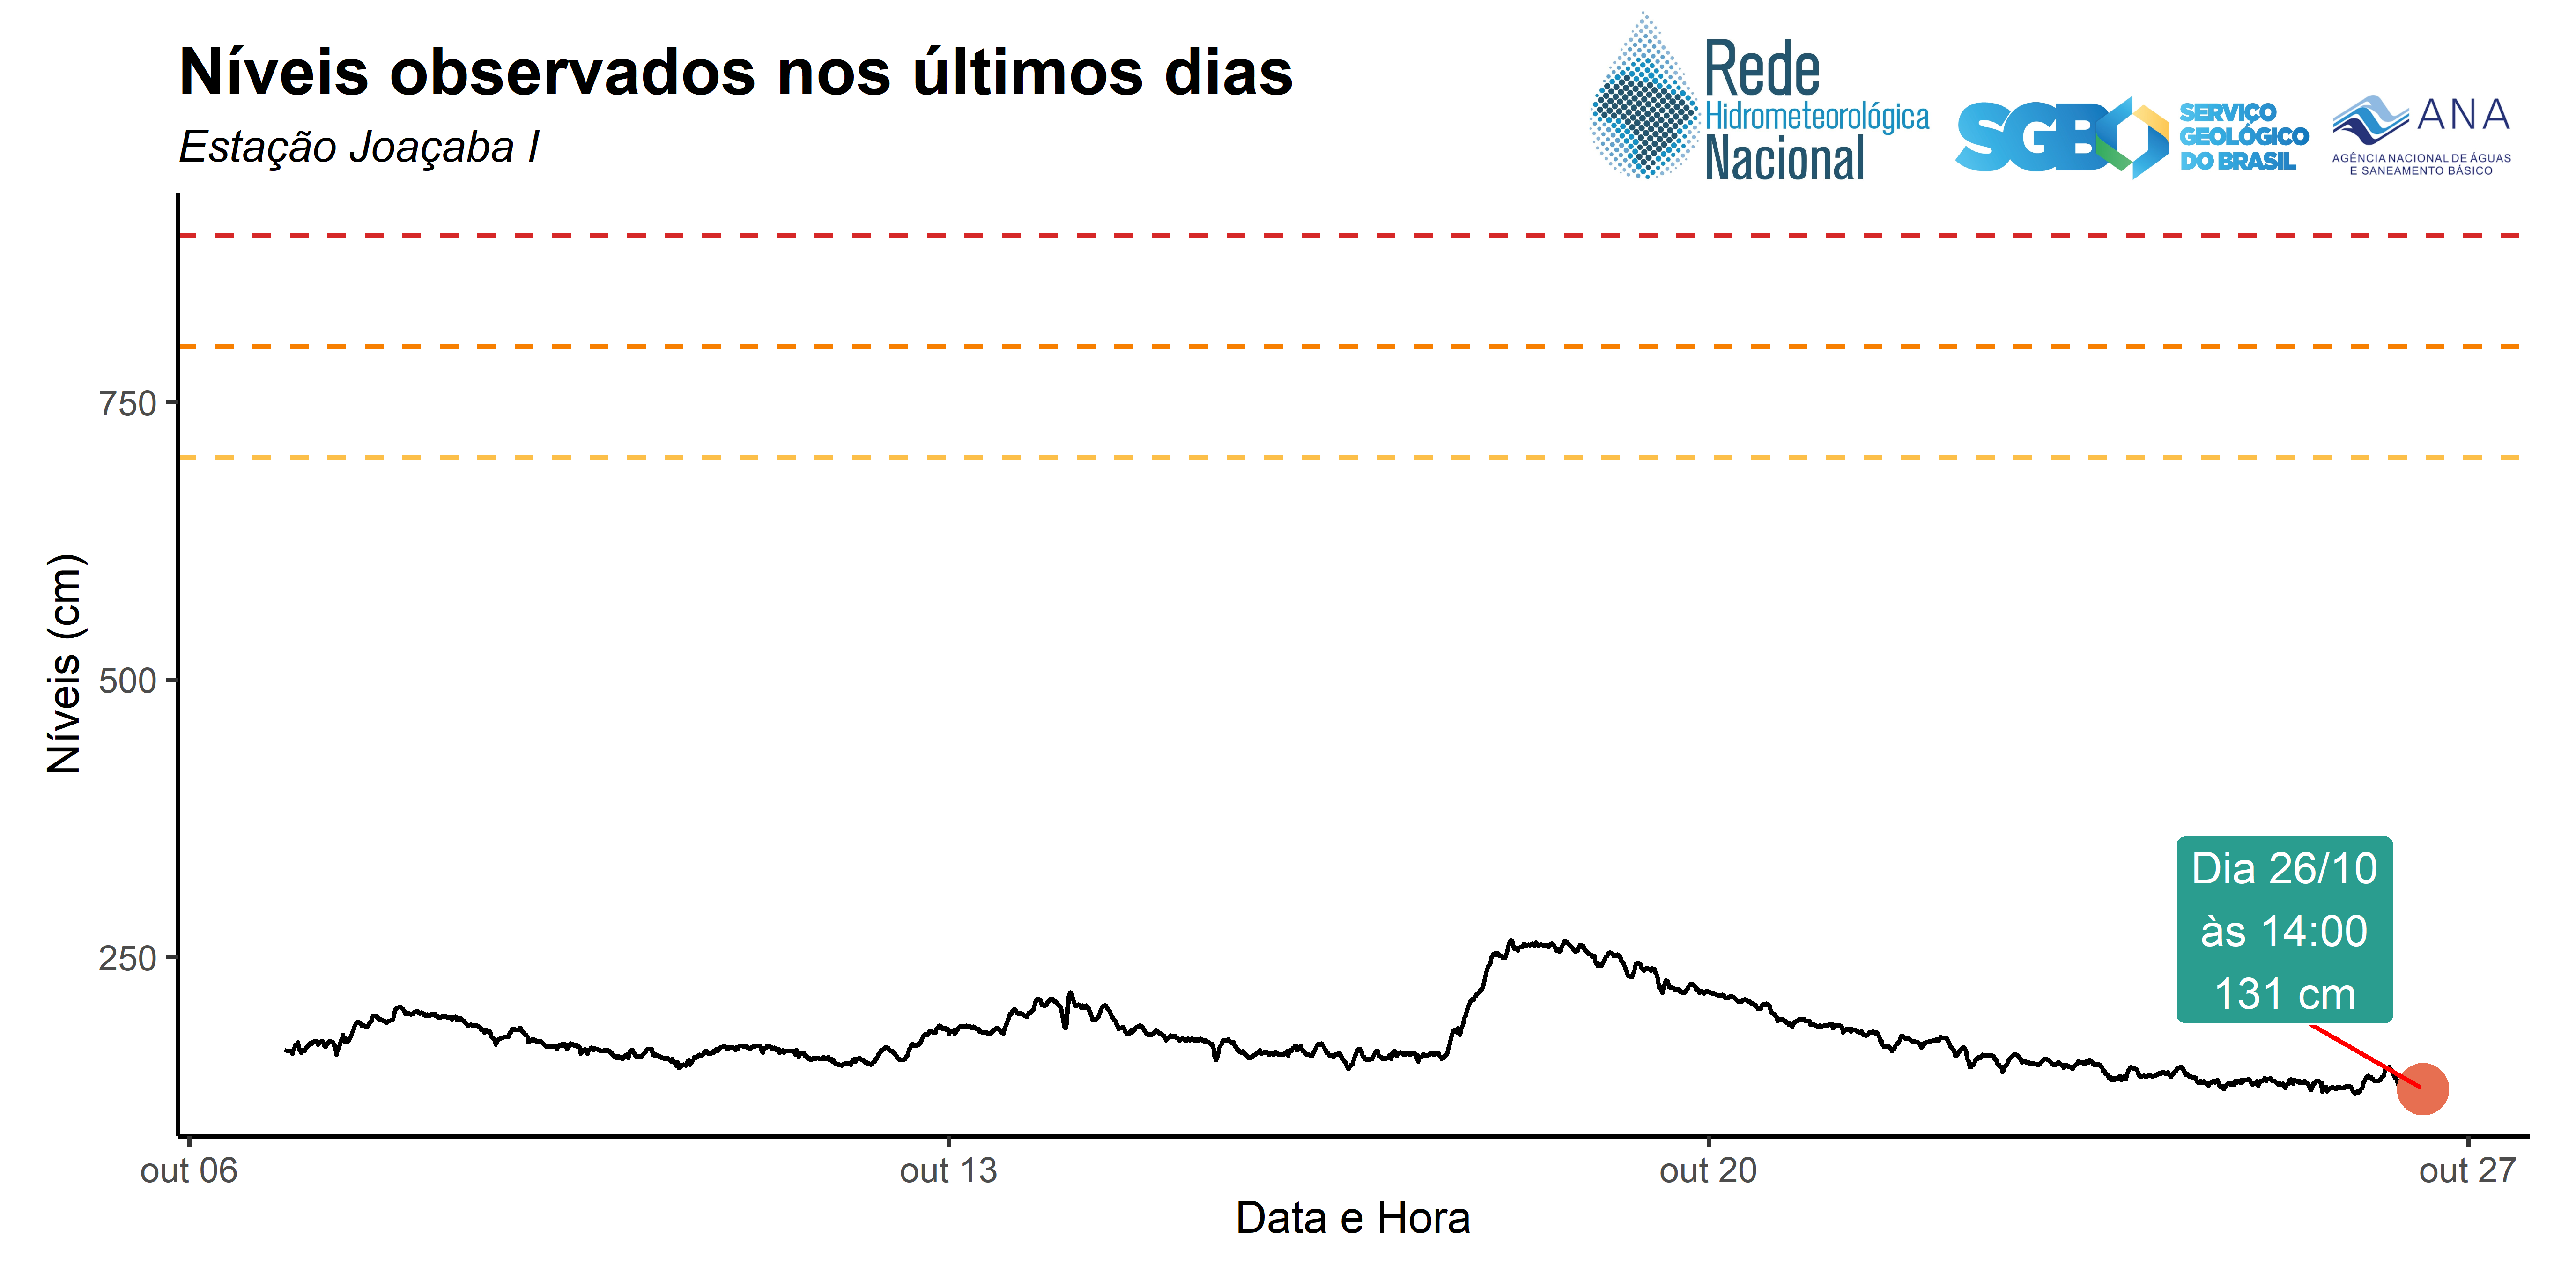 Níveis observados nos últimos dias
Estação Joaçaba I
Rede
Hidrometeorológica
Nacional
SGB
SERVIÇO
GEOLÓGICO
DO BRASIL
ANA
AGÊNCIA NACIONAL DE ÁGUAS
E SANEAMENTO BÁSICO
Níveis (cm)
750
500
250
Dia 26/10
às 14:00
131 cm
out 06
out 13
out 20
out 27
Data e Hora